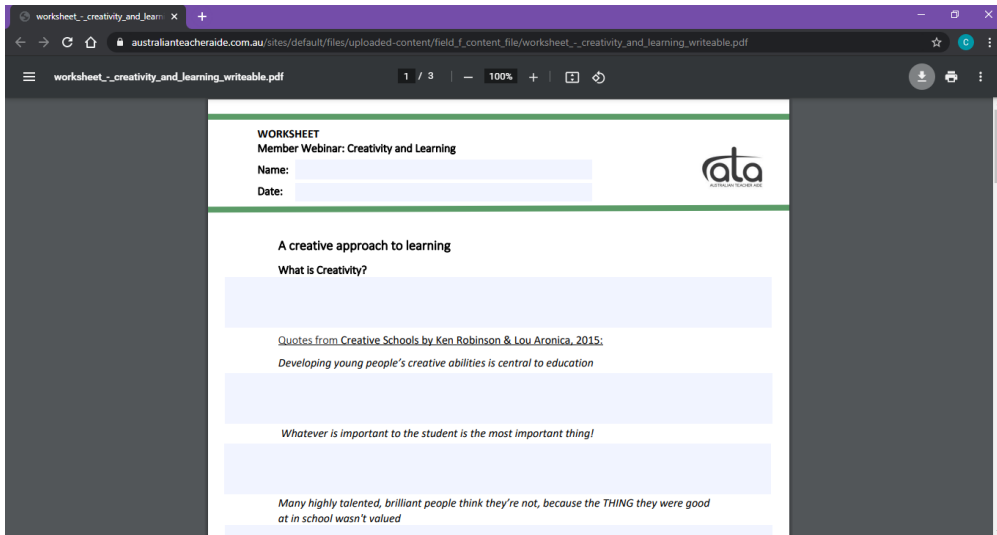 worksheet_-_creativity_and_learn
australianteacheraide.com.au/sites/default/files/uploaded-content/field_f_content_file/worksheet_-_creativity_and_learning_writeable.pdf
C
worksheet_-_creativity_and_learning_writeable.pdf
1 / 3
100%
WORKSHEET
Member Webinar: Creativity and Learning
Name:
Date:
ata
AUSTRALIAN TEACHER AIDE
A creative approach to learning
What is Creativity?
Quotes from Creative Schools by Ken Robinson & Lou Aronica, 2015:
Developing young people's creative abilities is central to education
Whatever is important to the student is the most important thing!
Many highly talented, brilliant people think they're not, because the THING they were good
at in school wasn't valued